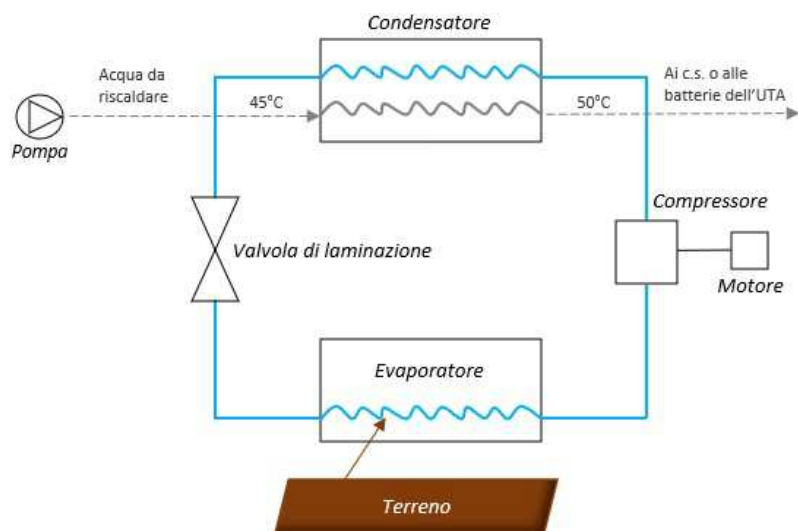 Condensatore
Acqua da
riscaldare
45°C
50°C
Ai c.s. o alle
batterie dell'UTA
Pompa
Compressore
Valvola di laminazione
Motore
Evaporatore
Terreno